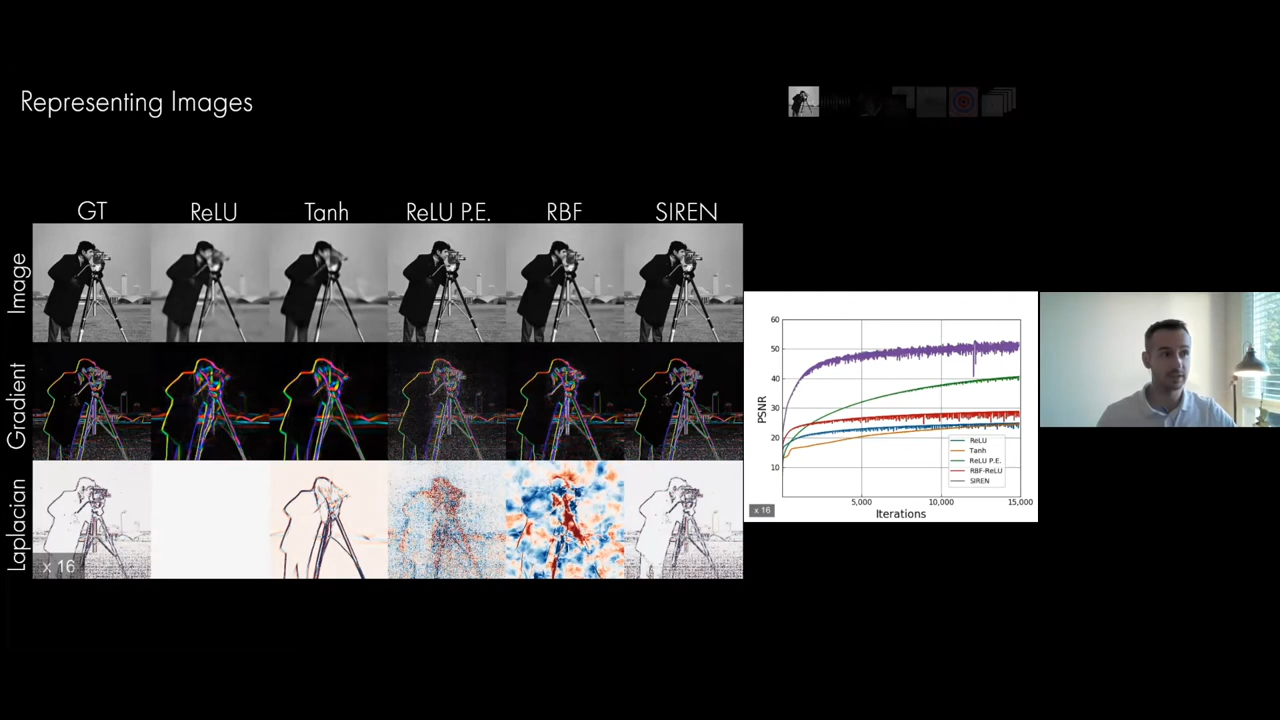 Representing Images
GT ReLU Tanh ReLU P.E. RBF SIREN
Image
Gradient
Laplacian
x 16
60
50
40
30
20
10
PSNR
5,000 10,000 15,000
Iterations
ReLU
Tanh
ReLU P.E.
RBF-ReLU
SIREN
x 16